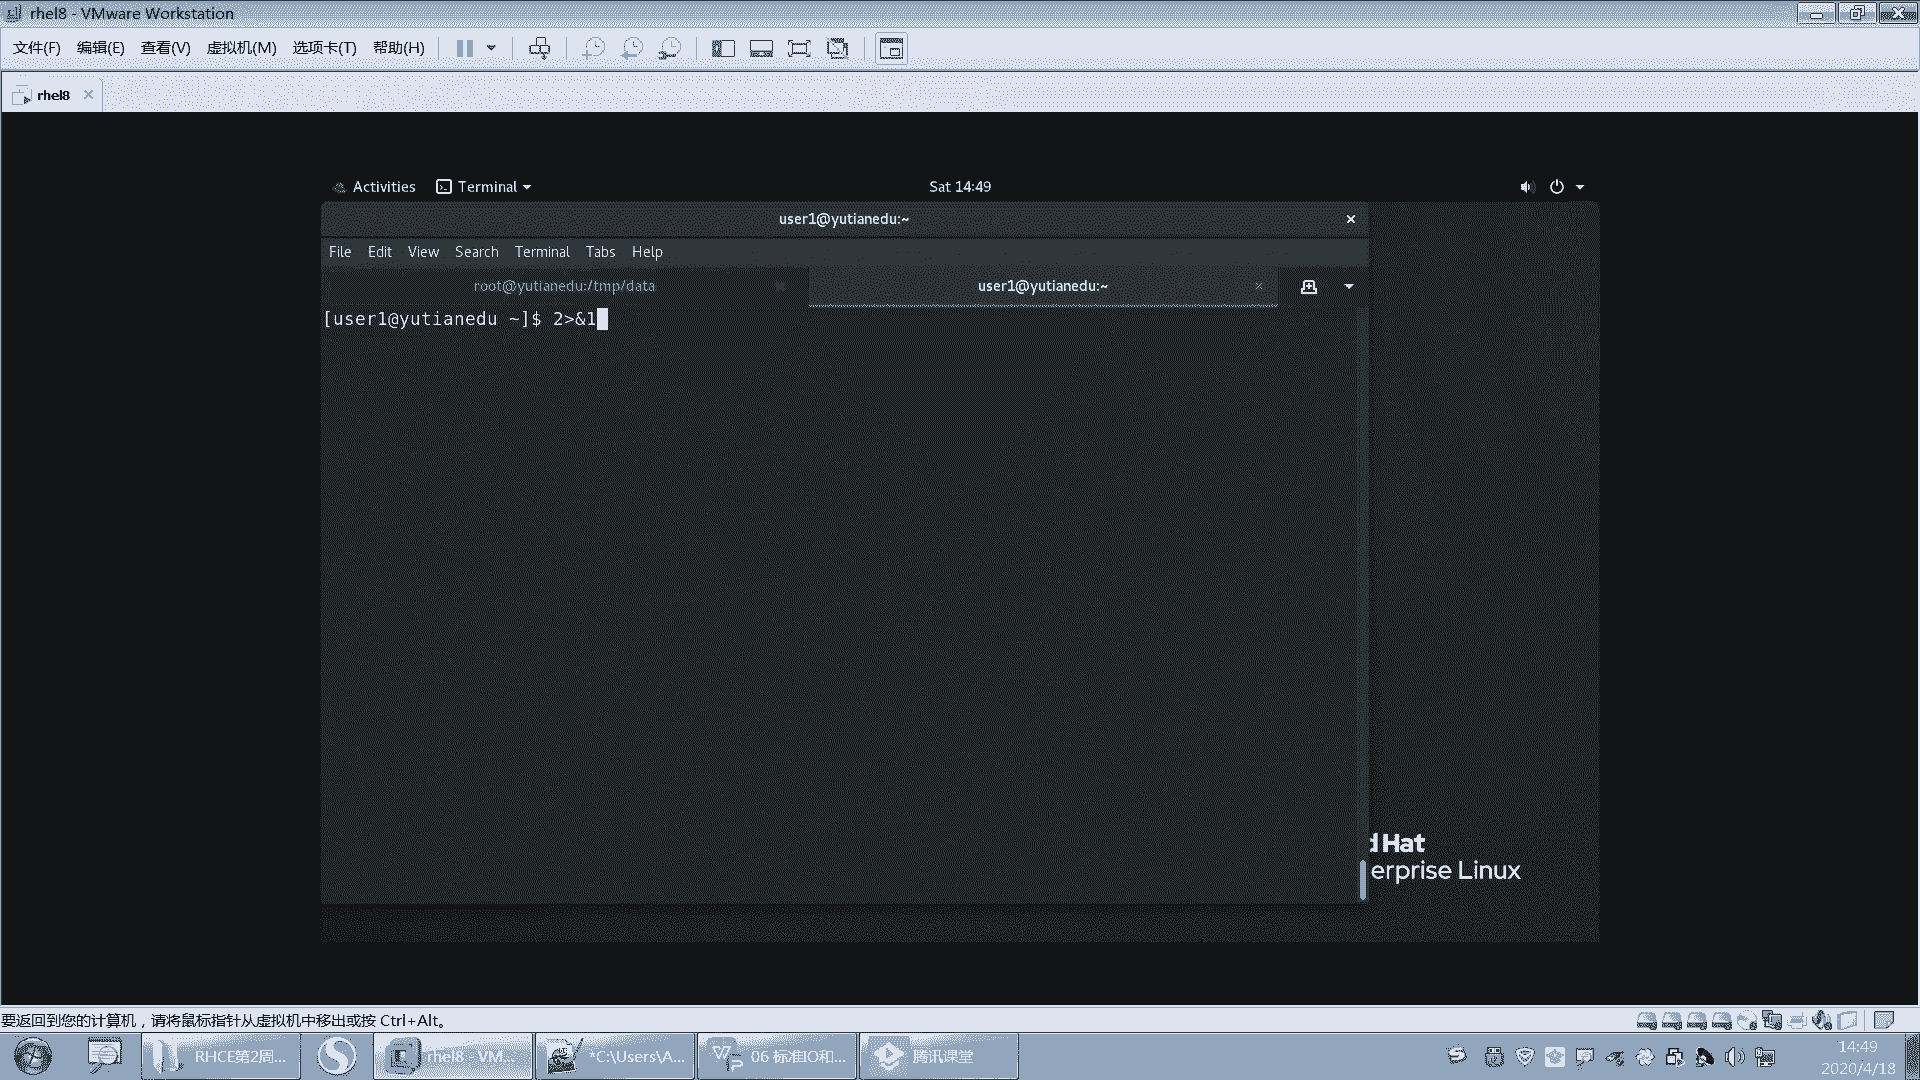 rhel8 - VMware Workstation
文件(F) 编辑(E) 查看(V) 虚拟机(M) 选项卡(T) 帮助(H)
rhel8
Activities Terminal Sat 14:49
user1@yutianedu:~
File Edit View Search Terminal Tabs Help
root@yutianedu:/tmp/data user1@yutianedu:~
[user1@yutianedu ~]$ 2>&1
d Hat
erprise Linux
要返回到您的计算机，请将鼠标指针从虚拟机中移出或按 Ctrl+Alt。
RHCE第2周... rhel8 - VM... *C:\Users\A... 06 标准IO和... 腾讯课堂
14:49
2020/4/18